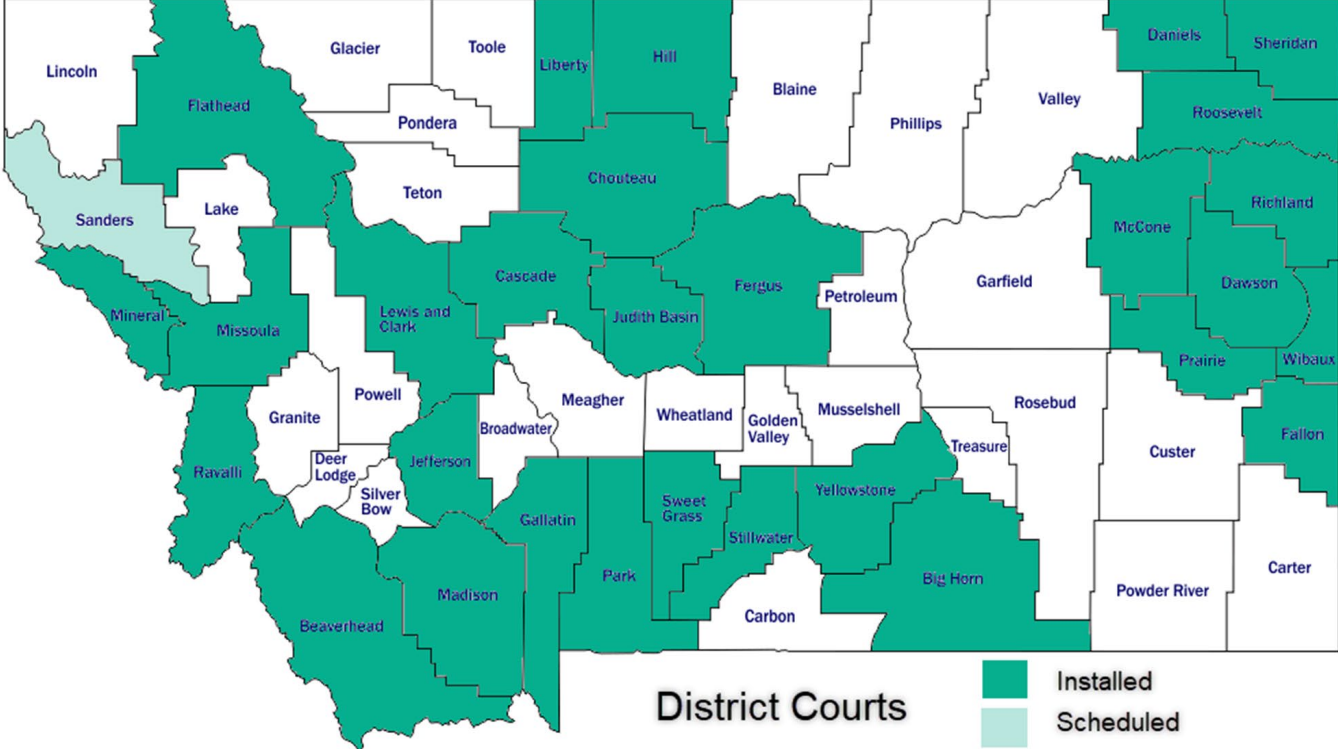 Daniels
Sheridan
Glacier
Toole
Hill
Liberty
Lincoln
Blaine
Valley
Flathead
Roosevelt
Pondera
Phillips
Chouteau
Teton
Richland
Lake
Sanders
McCone
Cascade
Garfield
Dawson
Fergus
Petroleum
Mineral
Missoula
Lewis and
Clark
Judith Basin
Prairie
Wibaux
Powell
Meagher
Rosebud
Granite
Wheatland
Musselshell
Golden
Valley
Broadwater
Fallon
Treasure
Custer
Jefferson
Deer
Lodge
Ravalli
Silver
Bow
Yellowstone
Sweet
Grass
Gallatin
Stillwater
Carter
Park
Big Horn
Powder River
Madison
Carbon
Beaverhead
Installed
District Courts
Scheduled